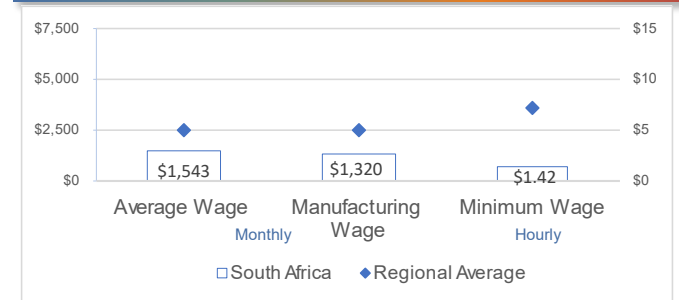 $7,500
$15
$5,000
$10
$2,500
$5
$0
$0
$1,543
$1,320
$1.42
Average Wage
Manufacturing
Wage
Minimum Wage
Monthly
Hourly
South Africa
Regional Average